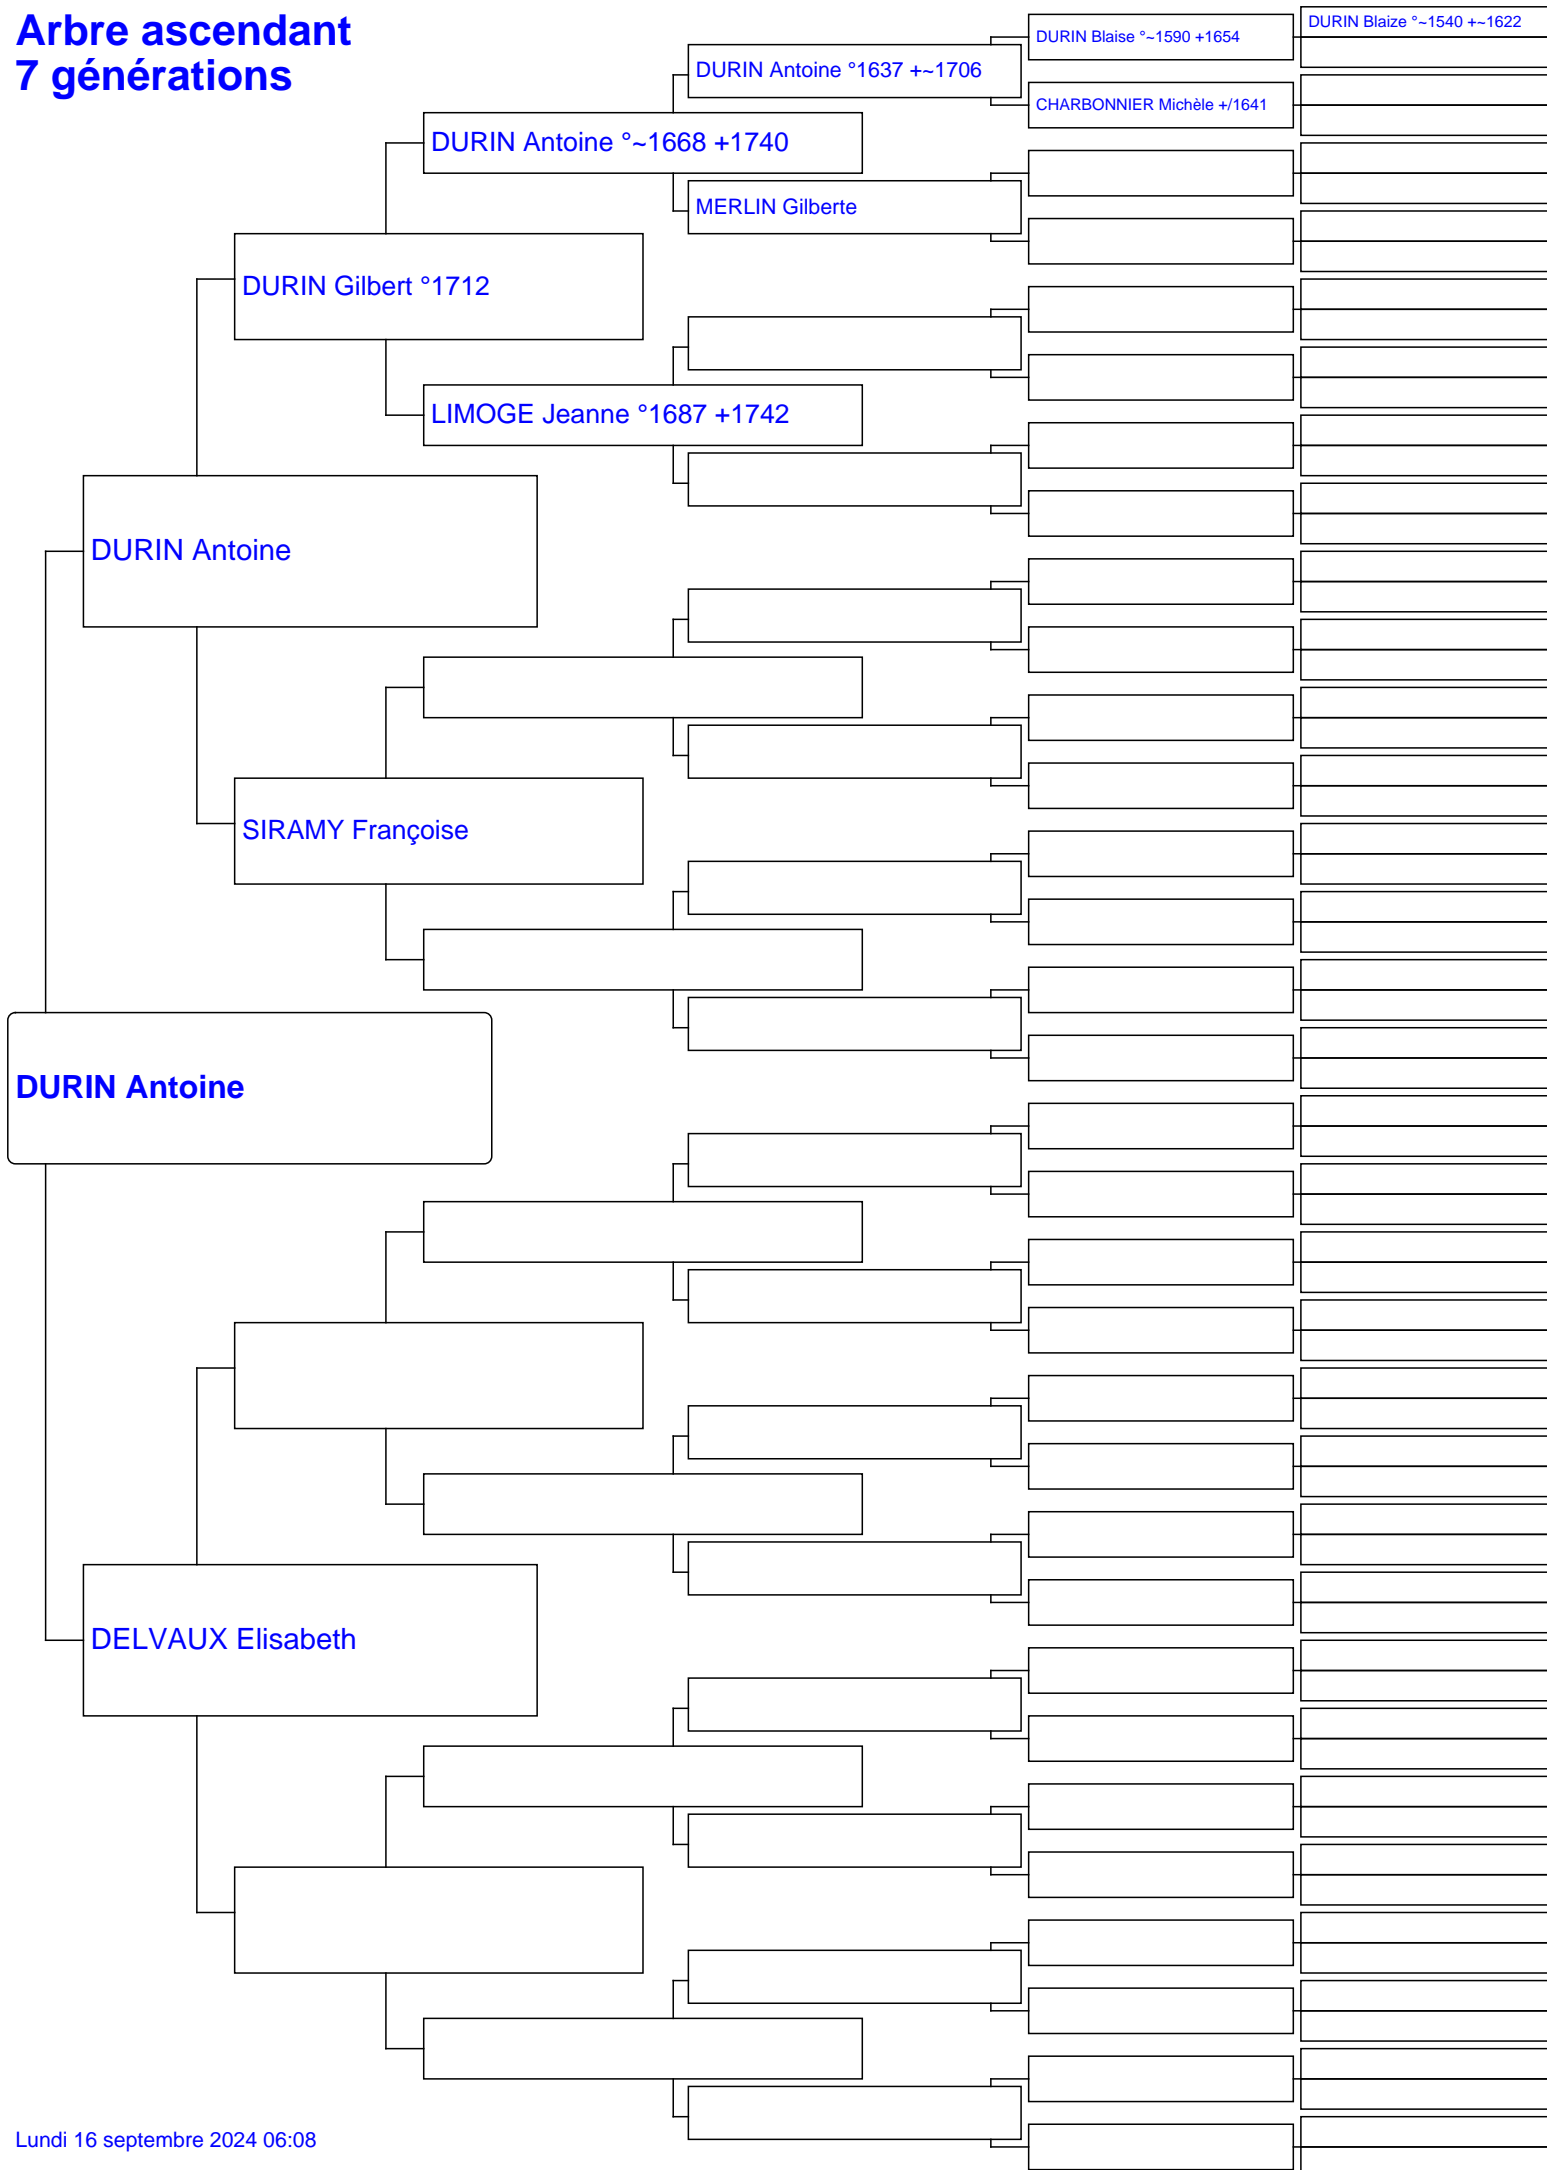 Arbre ascendant
7 générations
DURIN Blaize °~1540 +~1622
DURIN Blaise °~1590 +1654
DURIN Antoine °1637 +~1706
CHARBONNIER Michèle +/1641
DURIN Antoine °~1668 +1740
MERLIN Gilberte
DURIN Gilbert °1712
LIMOGE Jeanne °1687 +1742
DURIN Antoine
SIRAMY Françoise
DURIN Antoine
DELVAUX Elisabeth
Lundi 16 septembre 2024 06:08